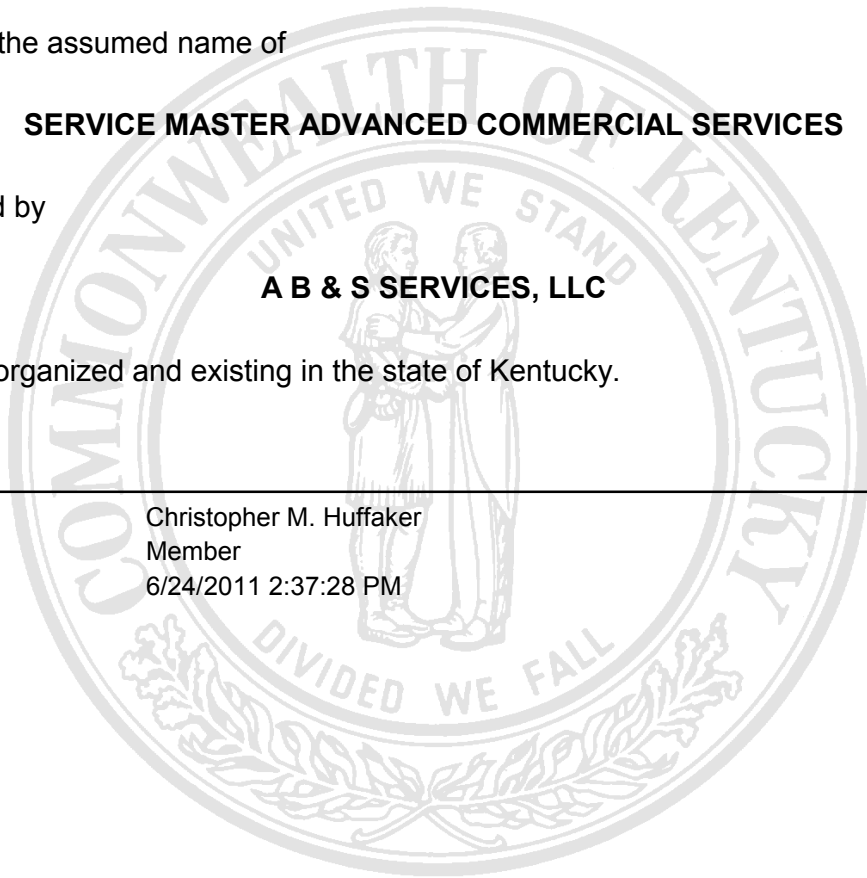 the assumed name of
SERVICE MASTER ADVANCED COMMERCIAL SERVICES
d by
A B & S SERVICES, LLC
organized and existing in the state of Kentucky.
Christopher M. Huffaker
Member
6/24/2011 2:37:28 PM
COMMONWEALTH OF KENTUCKY
UNITED WE STAND
DIVIDED WE FALL